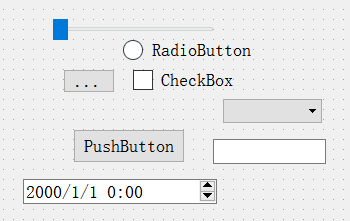 RadioButton
... CheckBox
PushButton
2000/1/1 0:00